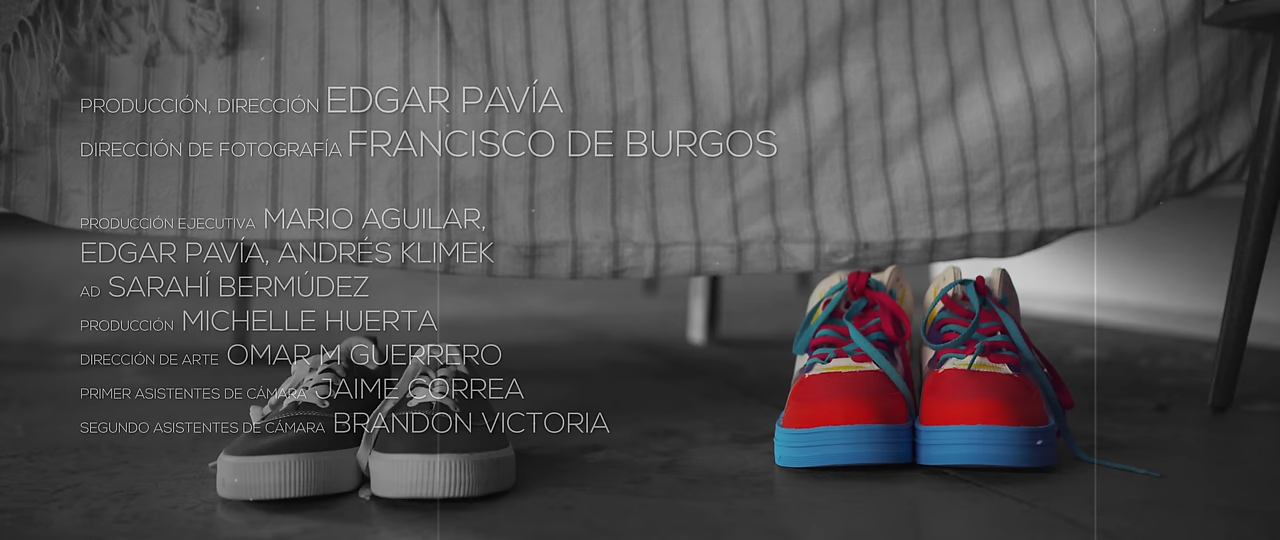 PRODUCCIÓN, DIRECCIÓN EDGAR PAVÍA
DIRECCIÓN DE FOTOGRAFÍA FRANCISCO DE BURGOS
PRODUCCIÓN EJECUTIVA MARIO AGUILAR,
EDGAR PAVÍA, ANDRÉS KLIMEK
AD SARAHÍ BERMÚDEZ
PRODUCCIÓN MICHELLE HUERTA
DIRECCIÓN DE ARTE OMAR M GUERRERO
PRIMER ASISTENTES DE CÁMARA JAIME CORREA
SEGUNDO ASISTENTES DE CÁMARA BRANDON VICTORIA